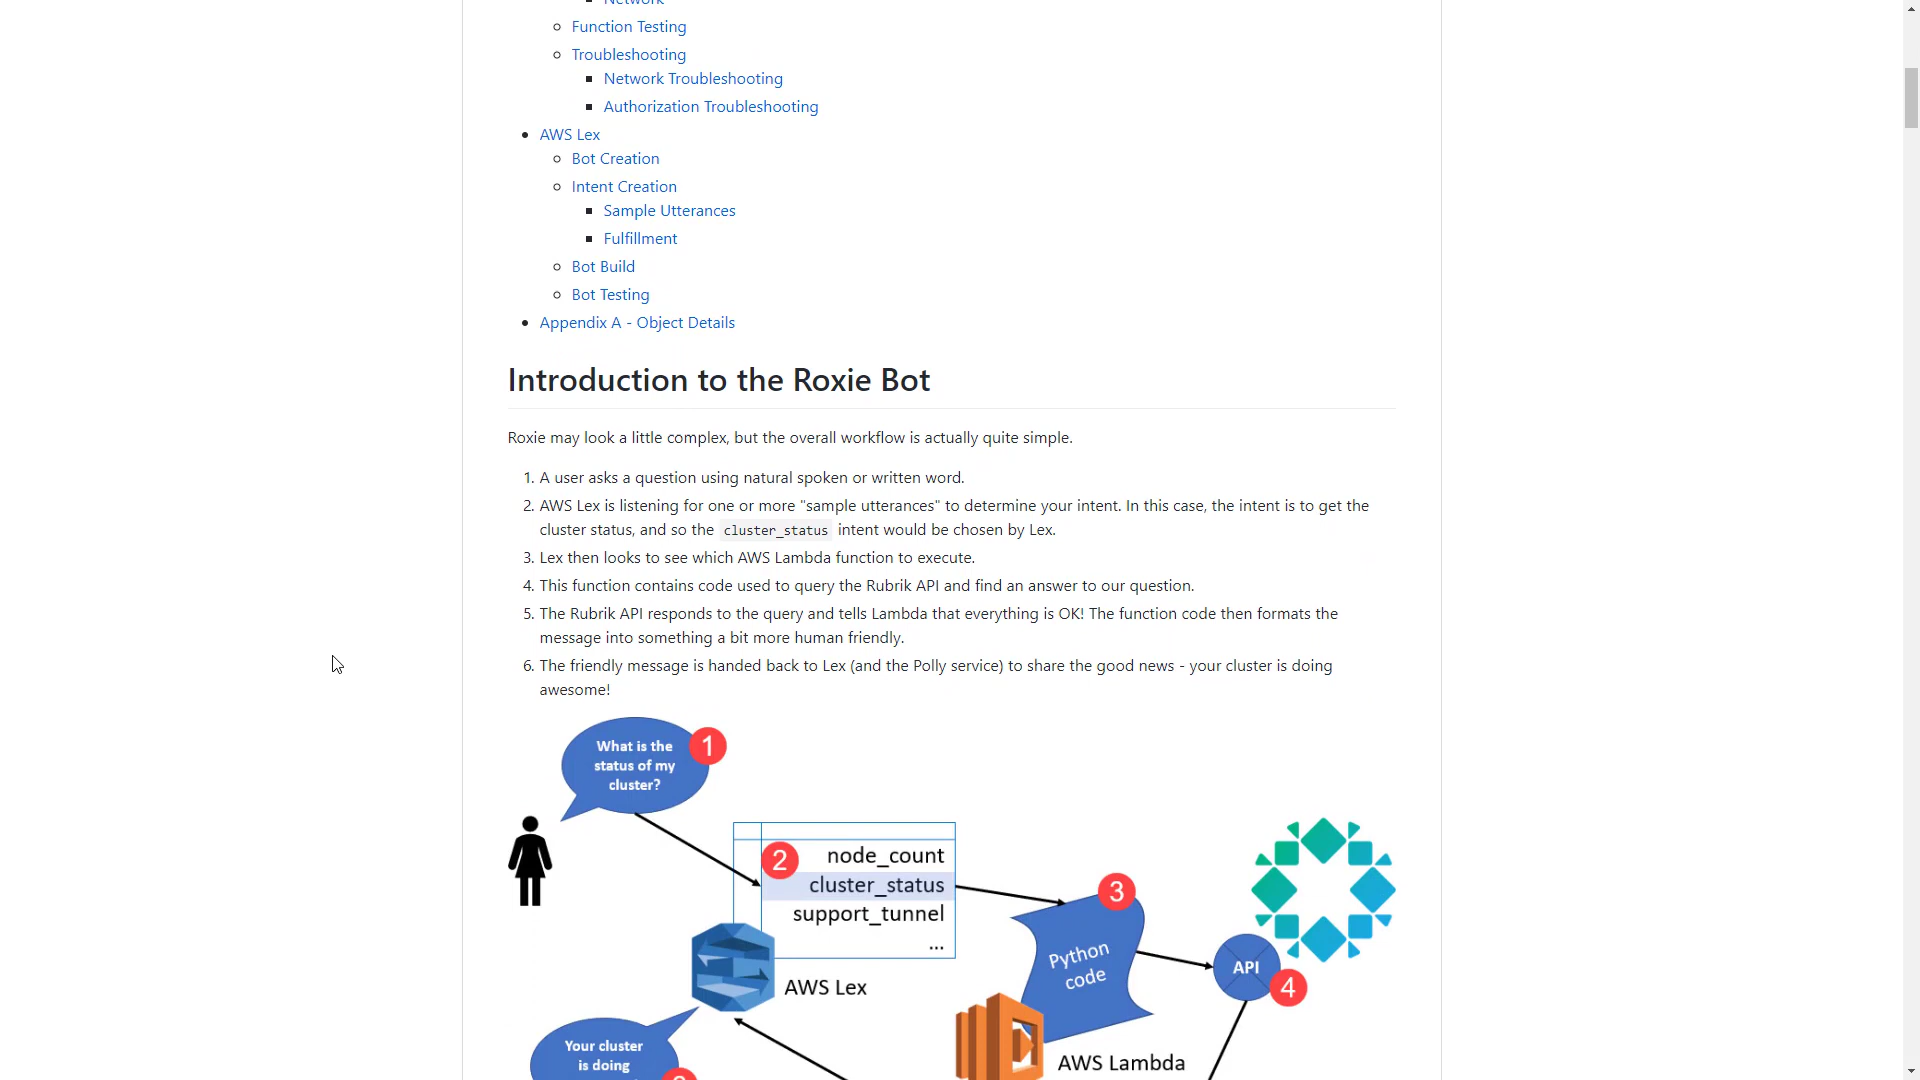 Network
Function Testing
Troubleshooting
Network Troubleshooting
Authorization Troubleshooting
AWS Lex
Bot Creation
Intent Creation
Sample Utterances
Fulfillment
Bot Build
Bot Testing
Appendix A - Object Details
Introduction to the Roxie Bot
Roxie may look a little complex, but the overall workflow is actually quite simple.
1. A user asks a question using natural spoken or written word.
2. AWS Lex is listening for one or more "sample utterances" to determine your intent. In this case, the intent is to get the
cluster status, and so the cluster_status intent would be chosen by Lex.
3. Lex then looks to see which AWS Lambda function to execute.
4. This function contains code used to query the Rubrik API and find an answer to our question.
5. The Rubrik API responds to the query and tells Lambda that everything is OK! The function code then formats the
message into something a bit more human friendly.
6. The friendly message is handed back to Lex (and the Polly service) to share the good news - your cluster is doing
awesome!
What is the
status of my
cluster?
1
2
node_count
cluster_status
support_tunnel
...
AWS Lex
3
Python
code
API
4
AWS Lambda
Your cluster
is doing